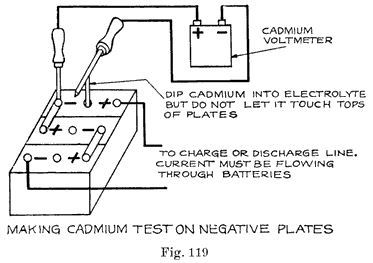 + -
CADMIUM
VOLTMETER
DIP CADMIUM INTO ELECTROLYTE
BUT DO NOT LET IT TOUCH TOPS
OF PLATES
- +
+ -
- +
TO CHARGE OR DISCHARGE LINE.
CURRENT MUST BE FLOWING
THROUGH BATTERIES
MAKING CADMIUM TEST ON NEGATIVE PLATES
Fig. 119